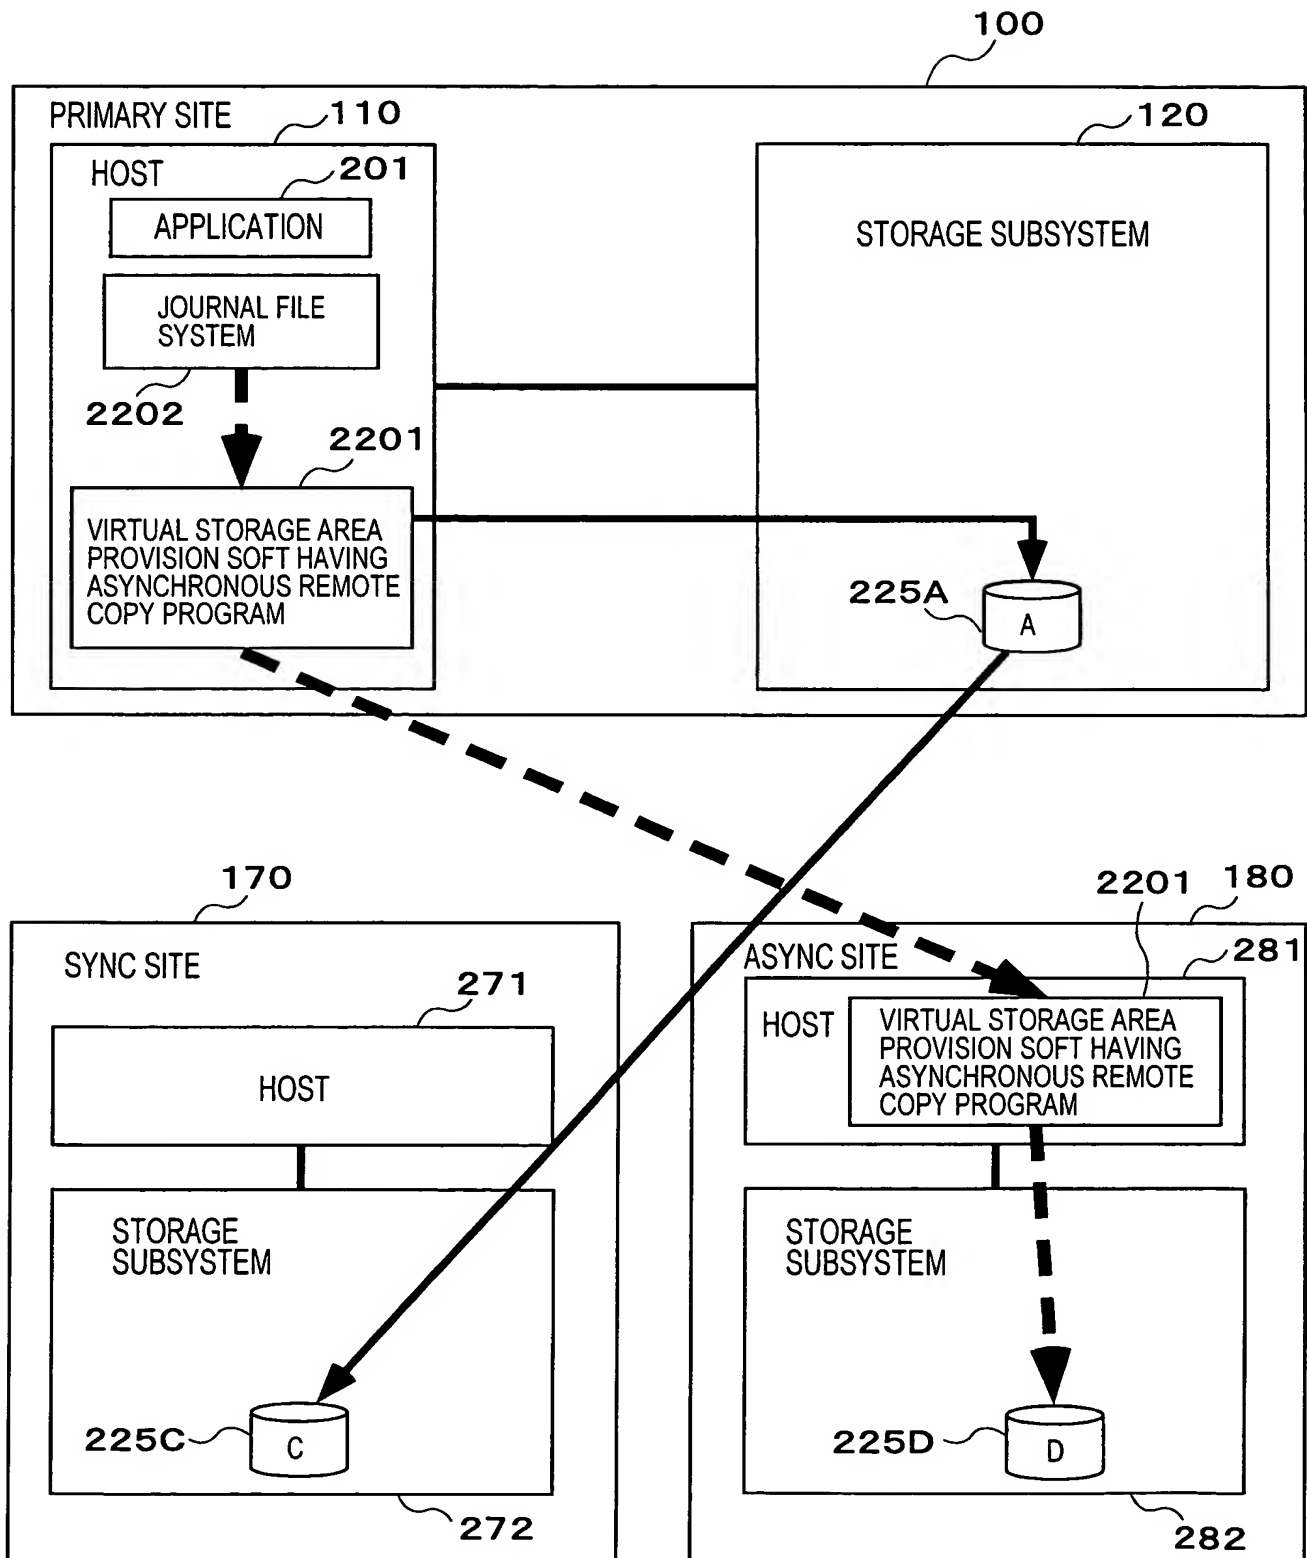 100
PRIMARY SITE
110
120
HOST
201
APPLICATION
STORAGE SUBSYSTEM
JOURNAL FILE
SYSTEM
2202
2201
VIRTUAL STORAGE AREA
PROVISION SOFT HAVING
ASYNCHRONOUS REMOTE
COPY PROGRAM
225A
A
170
SYNC SITE
271
HOST
STORAGE
SUBSYSTEM
225C
C
272
2201
180
ASYNC SITE
281
HOST
VIRTUAL STORAGE AREA
PROVISION SOFT HAVING
ASYNCHRONOUS REMOTE
COPY PROGRAM
STORAGE
SUBSYSTEM
225D
D
282